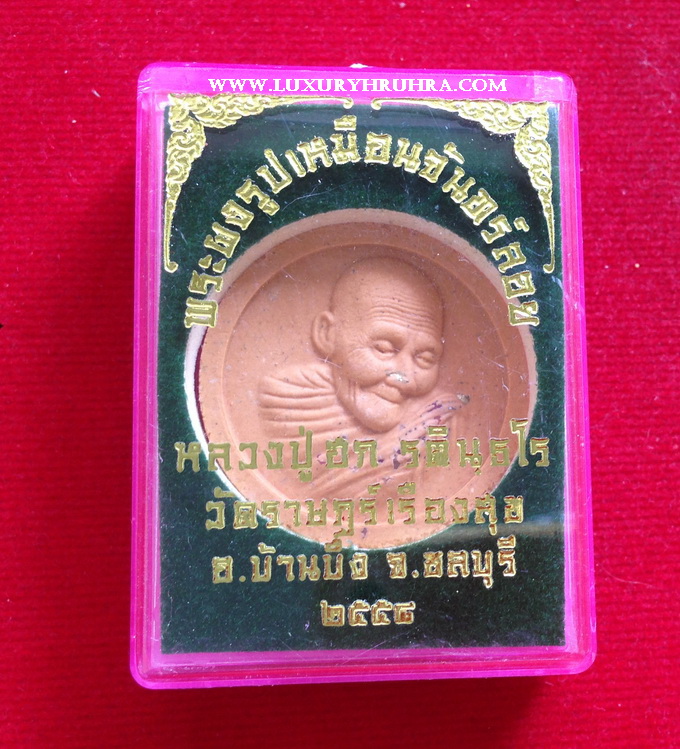 WWW.LUXURYHRUHRA.COM
พระผงรูปเหมือนจันทร์ลอย
หลวงปู่ฮก รตินฺธโร
วัดราษฎร์เรืองสุข
อ.บ้านบึง จ.ชลบุรี
๒๕๕๘